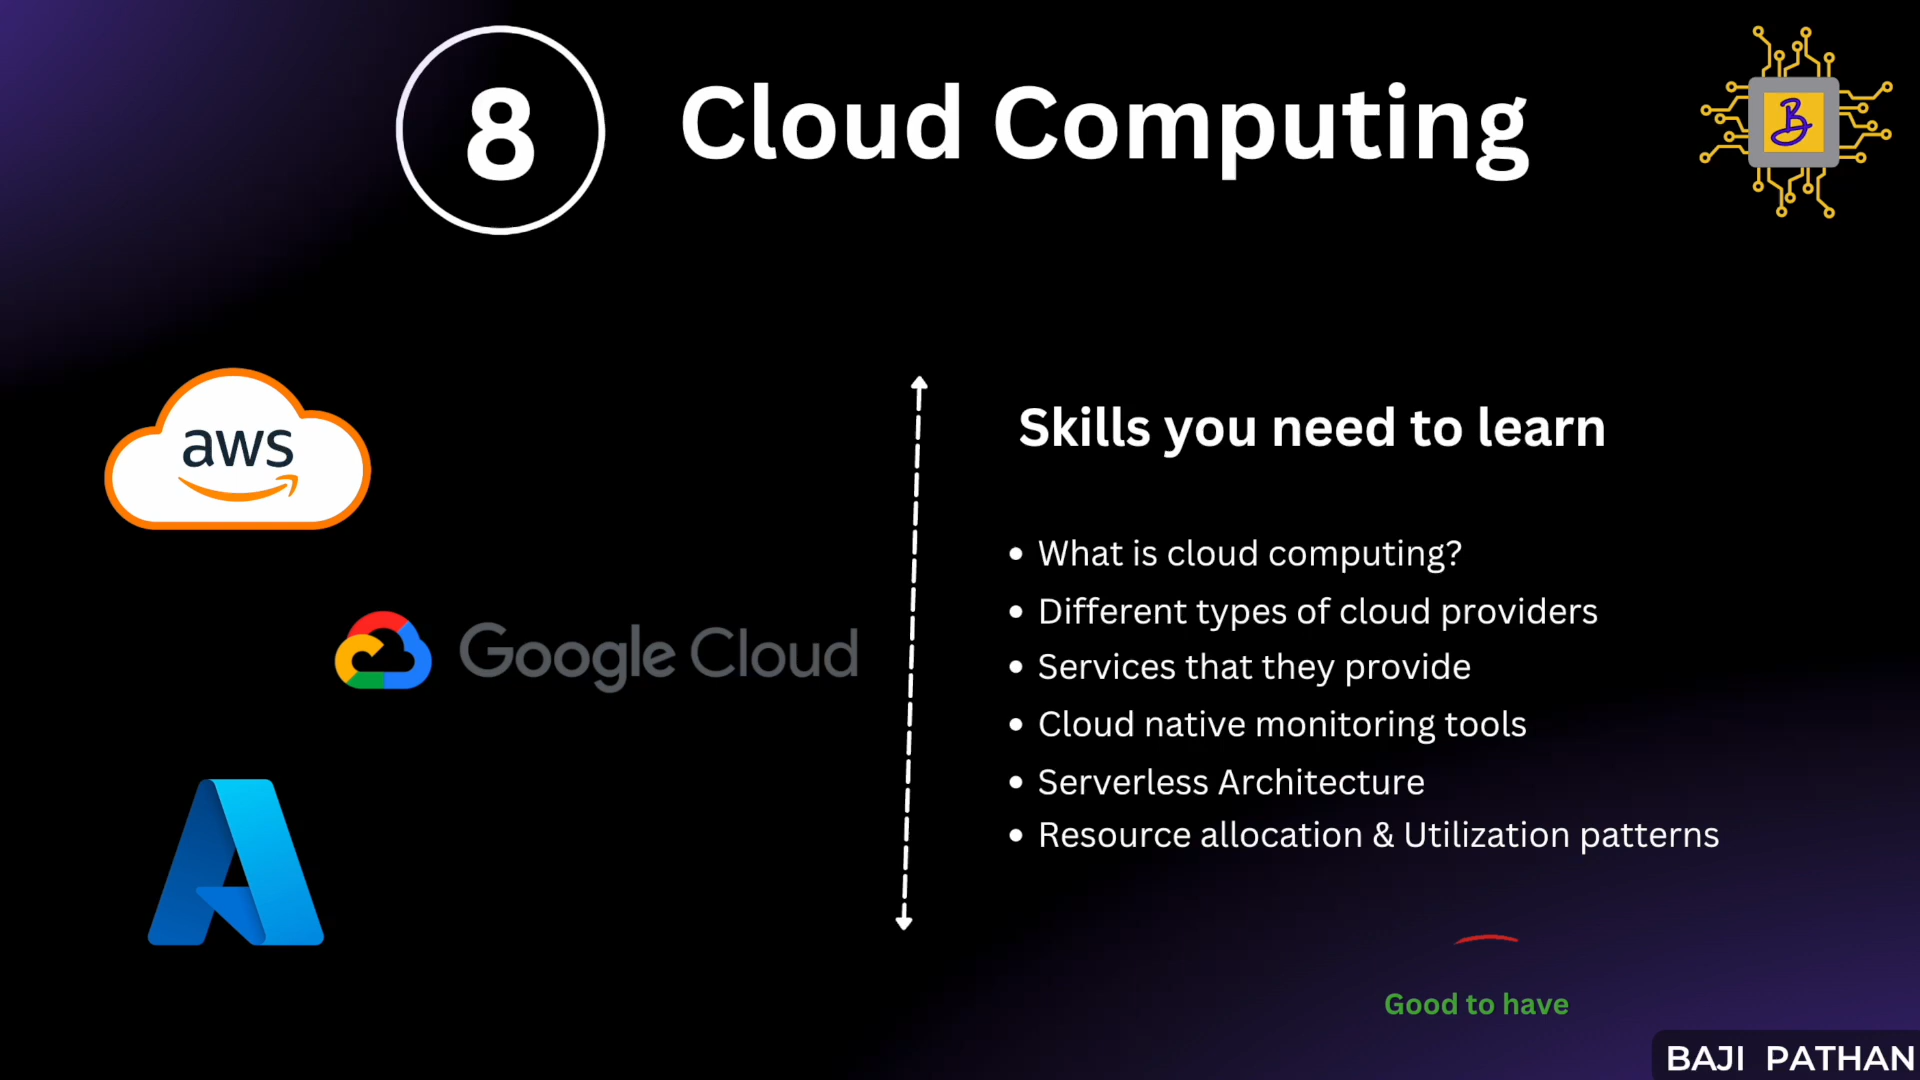 8
Cloud Computing
B
aws
Google Cloud
Skills you need to learn
• What is cloud computing?
• Different types of cloud providers
• Services that they provide
• Cloud native monitoring tools
• Serverless Architecture
• Resource allocation & Utilization patterns
Good to have
BAJI PATHAN